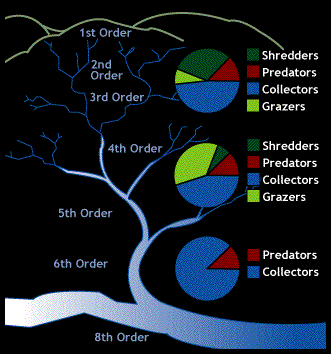 1st Order
2nd
Order
3rd Order
Shredders
Predators
Collectors
Grazers
4th Order
Shredders
Predators
Collectors
Grazers
5th Order
6th Order
Predators
Collectors
8th Order